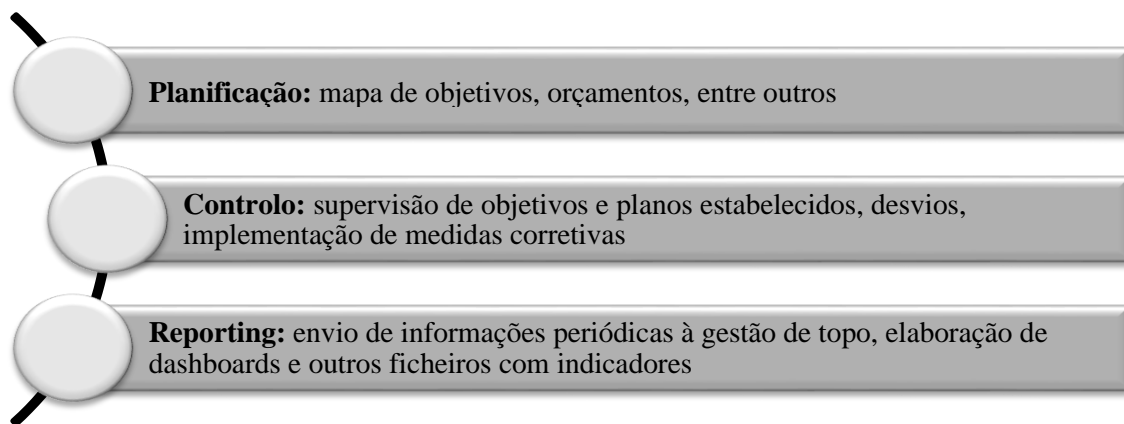 Planificação: mapa de objetivos, orçamentos, entre outros
Controlo: supervisão de objetivos e planos estabelecidos, desvios,
implementação de medidas corretivas
Reporting: envio de informações periódicas à gestão de topo, elaboração de
dashboards e outros ficheiros com indicadores